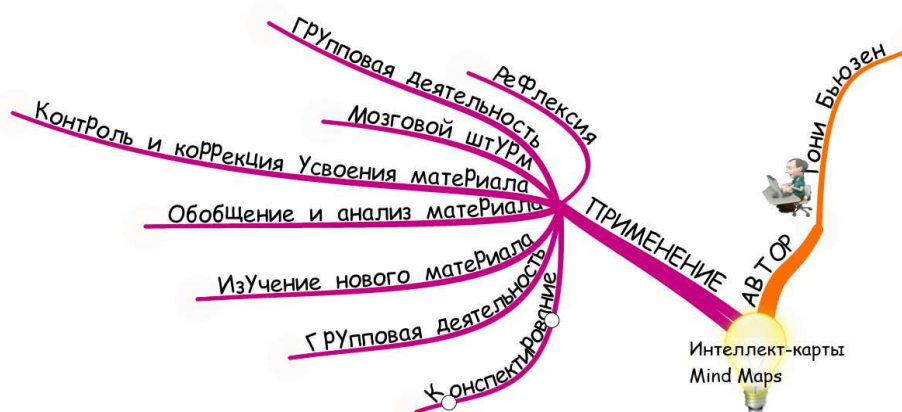 Групповая деятельность
Рефлексия
Мозговой штурм
Контроль и коррекция усвоения материала
Обобщение и анализ материала
Изучение нового материала
Групповая деятельность
Конспектирование
ПРИМЕНЕНИЕ
АВТОР
Тони Бьюзен
Интеллект-карты
Mind Maps